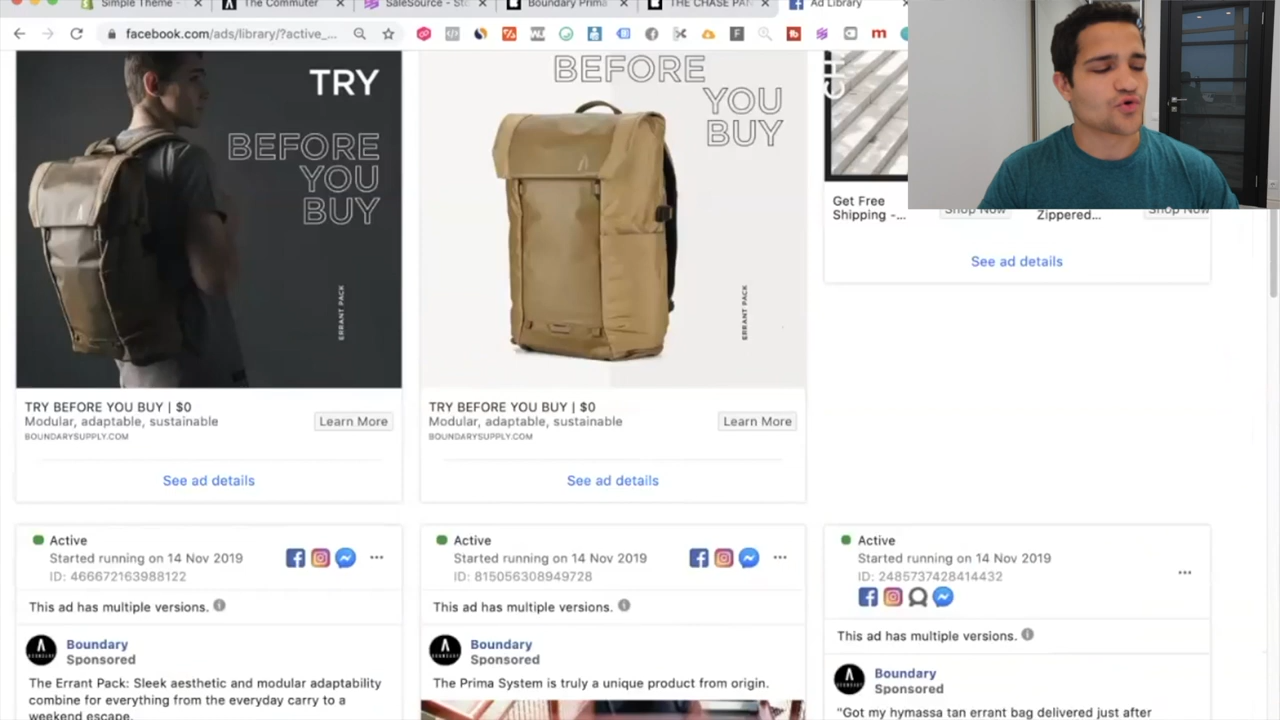 Simple Theme -
The Commuter
SaleSource - Sto
Boundary Prima
THE CHASE PAN
Ad Library
facebook.com/ads/library/?active_...
TRY
BEFORE
YOU
BUY
ERRANT PACK
BEFORE
YOU
BUY
ERRANT PACK
Get Free
Shipping -...
Shop Now
Zippered...
Shop Now
See ad details
TRY BEFORE YOU BUY | $0
Modular, adaptable, sustainable
BOUNDARYSUPPLY.COM
Learn More
See ad details
TRY BEFORE YOU BUY | $0
Modular, adaptable, sustainable
BOUNDARYSUPPLY.COM
Learn More
See ad details
Active
Started running on 14 Nov 2019
ID: 466672163988122
This ad has multiple versions.
Boundary
Sponsored
The Errant Pack: Sleek aesthetic and modular adaptability
combine for everything from the everyday carry to a
weekend escape.
Active
Started running on 14 Nov 2019
ID: 815056308949728
This ad has multiple versions.
Boundary
Sponsored
The Prima System is truly a unique product from origin.
Active
Started running on 14 Nov 2019
ID: 2485737428414432
This ad has multiple versions.
Boundary
Sponsored
"Got my hymassa tan errant bag delivered just after